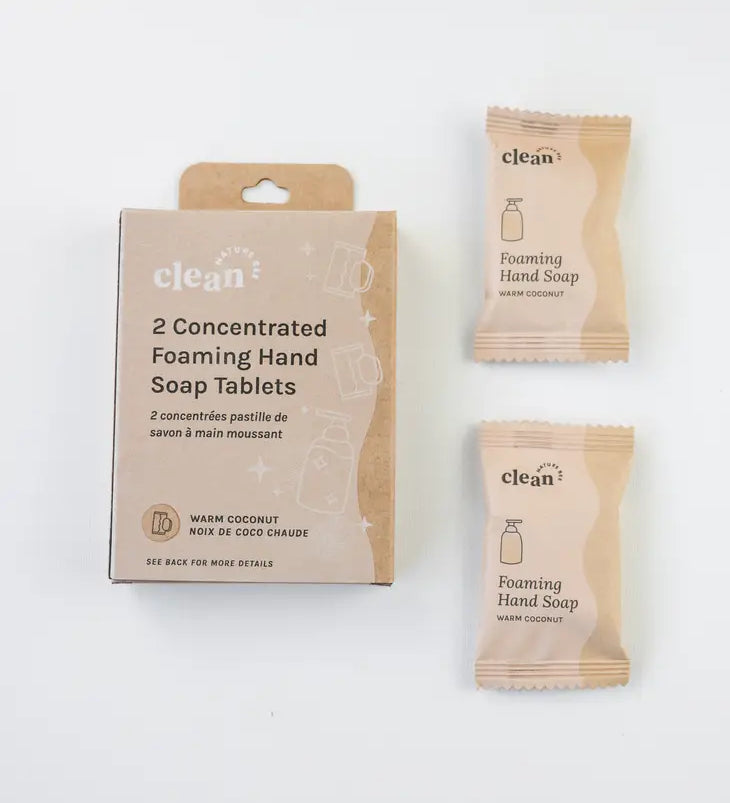 NATURE BEE
clean
2 Concentrated
Foaming Hand
Soap Tablets
2 concentrées pastille de
savon à main moussant
WARM COCONUT
NOIX DE COCO CHAUDE
SEE BACK FOR MORE DETAILS
clean NATURE BEE
Foaming
Hand Soap
WARM COCONUT
clean NATURE BEE
Foaming
Hand Soap
WARM COCONUT